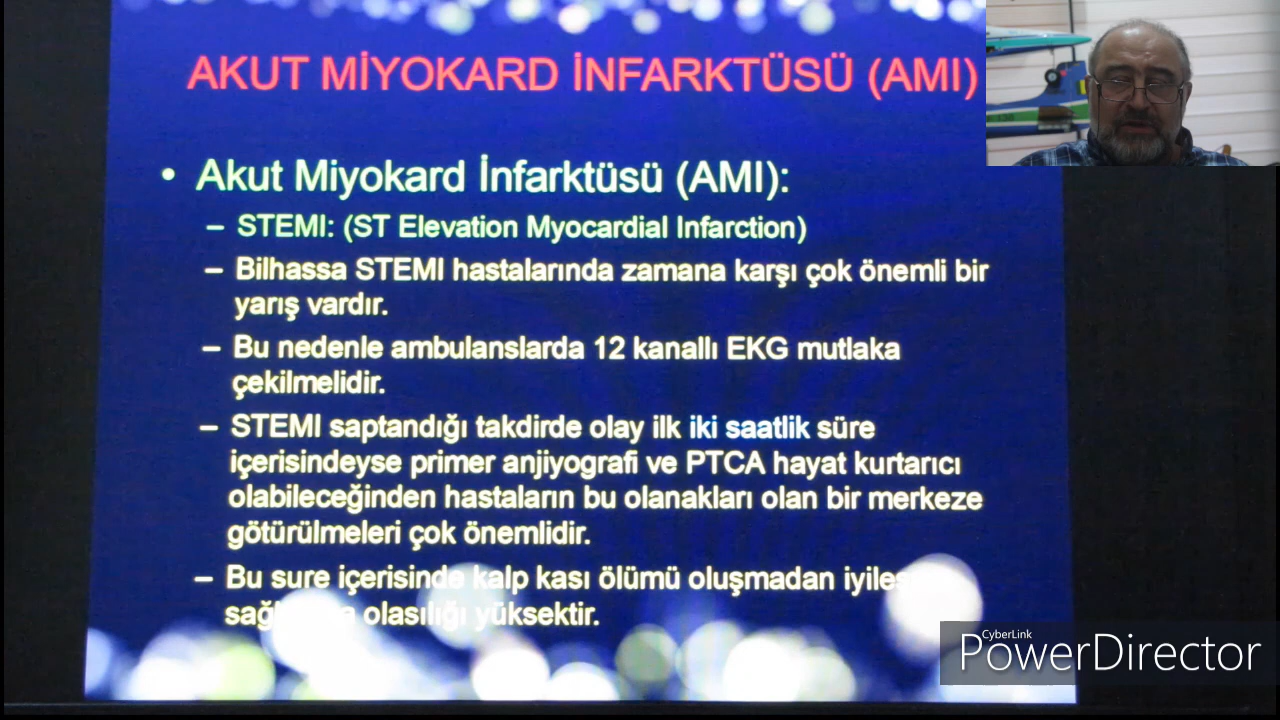 AKUT MİYOKARD İNFARKTÜSÜ (AMI)
• Akut Miyokard İnfarktüsü (AMI):
– STEMI: (ST Elevation Myocardial Infarction)
– Bilhassa STEMI hastalarında zamana karşı çok önemli bir
yarış vardır.
– Bu nedenle ambulanslarda 12 kanallı EKG mutlaka
çekilmelidir.
– STEMI saptandığı takdirde olay ilk iki saatlik süre
içerisindeyse primer anjiyografi ve PTCA hayat kurtarıcı
olabileceğinden hastaların bu olanakları olan bir merkeze
götürülmeleri çok önemlidir.
– Bu sure içerisinde kalp kası ölümü oluşmadan
olasılığı yüksektir.
CyberLink
PowerDirector